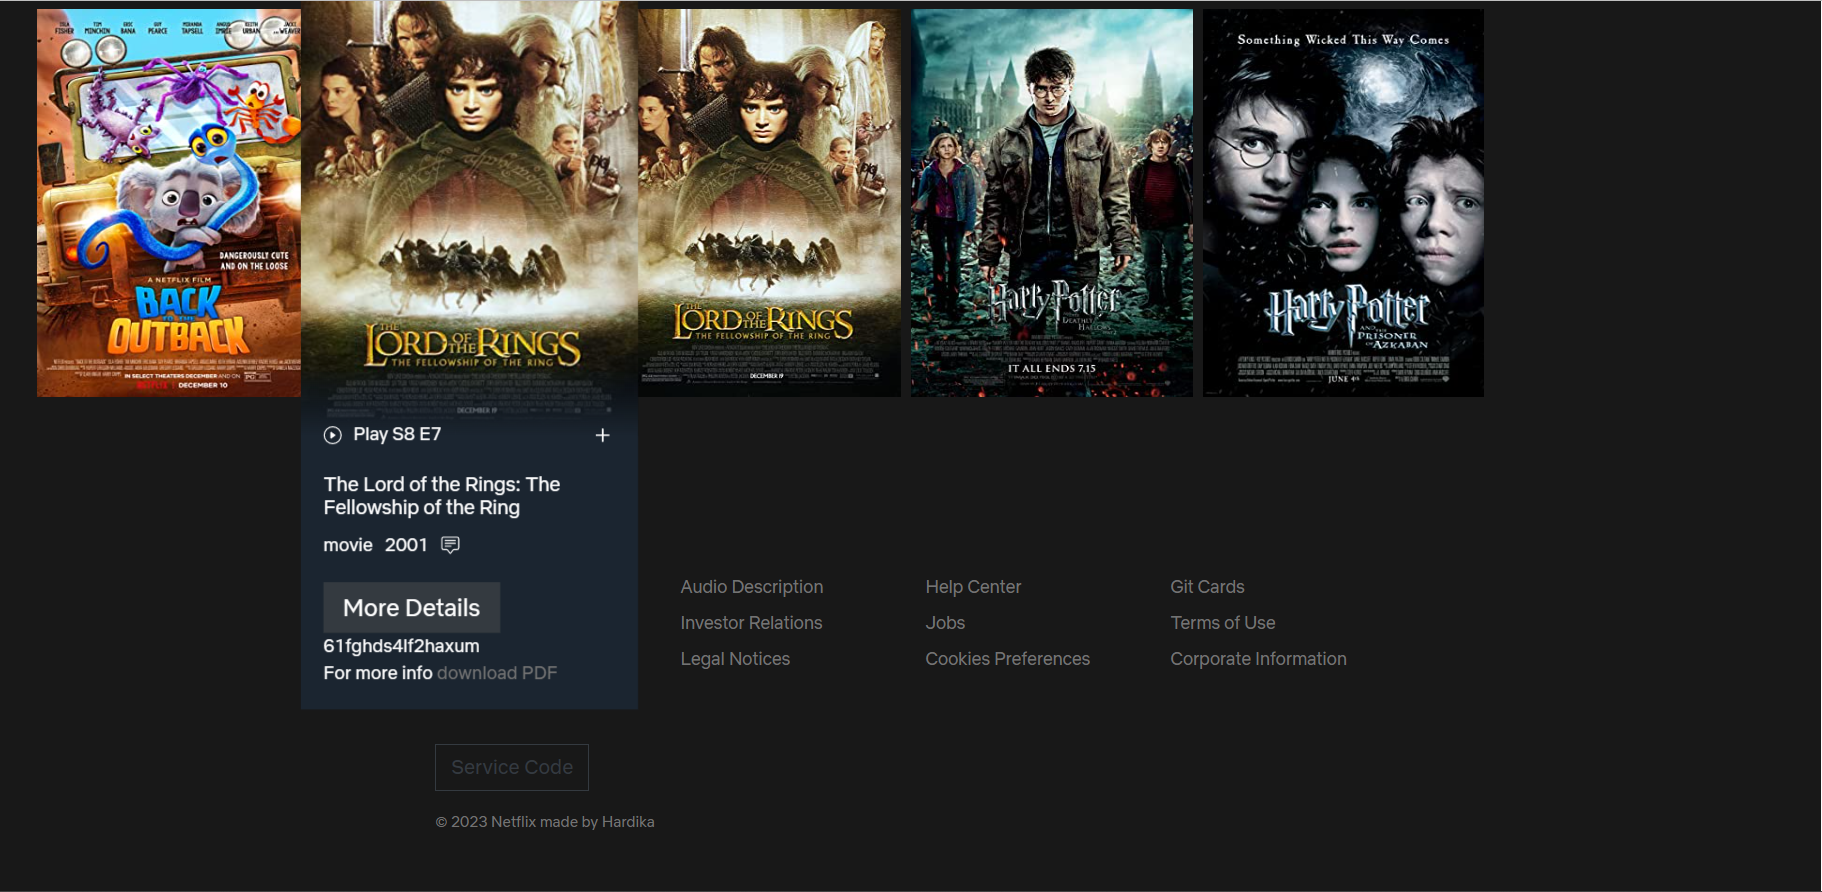 ISLA FISHER TIM MINCHIN ERIC BANA GUY PEARCE MIRANDA TAPSELL ANGUS IMRIE KEITH URBAN AND JACKI WEAVER
DANGEROUSLY CUTE
AND ON THE LOOSE
A NETFLIX FILM
BACK
TO THE
OUTBACK
IN SELECT THEATERS DECEMBER AND ON
NETFLIX DECEMBER 10
THE
LORD OF THE RINGS
THE FELLOWSHIP OF THE RING
DECEMBER 19
Play S8 E7
The Lord of the Rings: The
Fellowship of the Ring
movie 2001
More Details
61fghds4lf2haxum
For more info download PDF
THE
LORD OF THE RINGS
THE FELLOWSHIP OF THE RING
DECEMBER 19
Harry Potter
AND THE
DEATHLY
HALLOWS
IT ALL ENDS 7.15
Something Wicked This Way Comes
Harry Potter
AND THE
PRISONER
OF AZKABAN
JUNE 4th
Audio Description
Help Center
Git Cards
Investor Relations
Jobs
Terms of Use
Legal Notices
Cookies Preferences
Corporate Information
Service Code
© 2023 Netflix made by Hardika